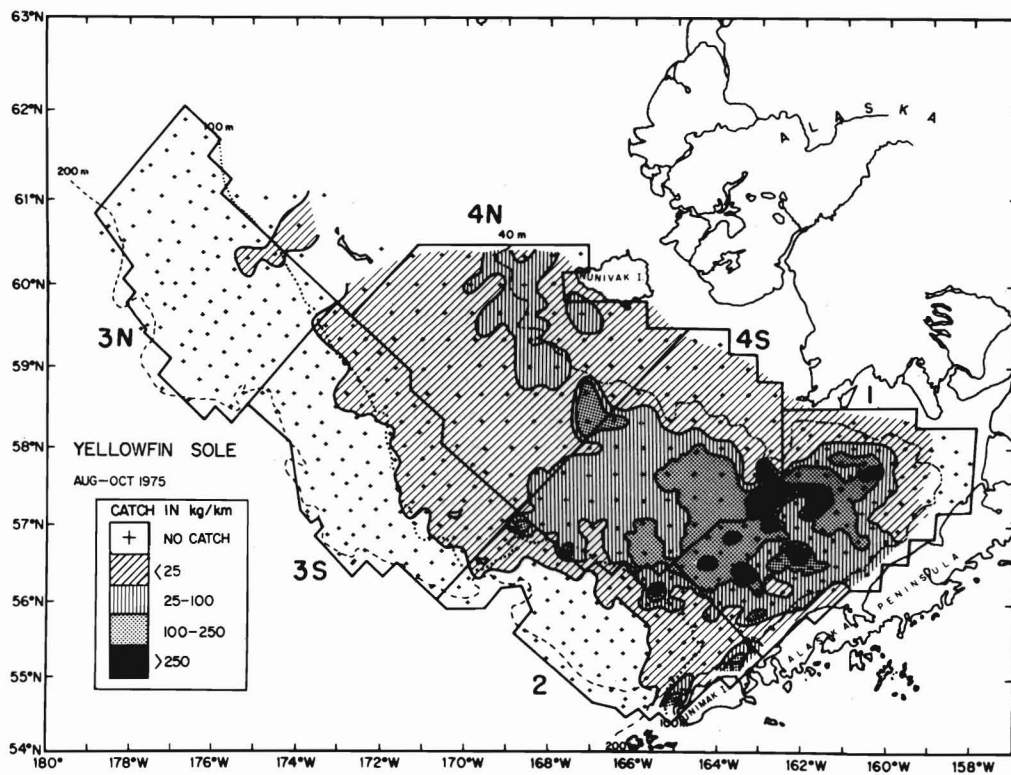 63°N
62°N
61°N
60°N
59°N
58°N
57°N
56°N
55°N
54°N
180° 178°W 176°W 174°W 172°W 170°W 168°W 166°W 164°W 162°W 160°W 158°W
ALASKA
100 m
200 m
4N
40 m
NUNIVAK I.
3N
4S
1
YELLOWFIN SOLE
AUG-OCT 1975
CATCH IN kg/km
+ NO CATCH
<25
25-100
100-250
>250
3S
2
ALASKA PENINSULA
UNIMAK I.
100
200